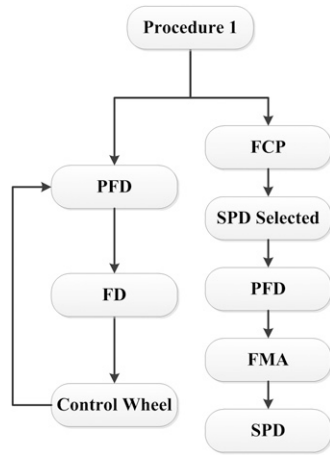 Procedure 1
FCP
PFD
SPD Selected
FD
PFD
FMA
Control Wheel
SPD